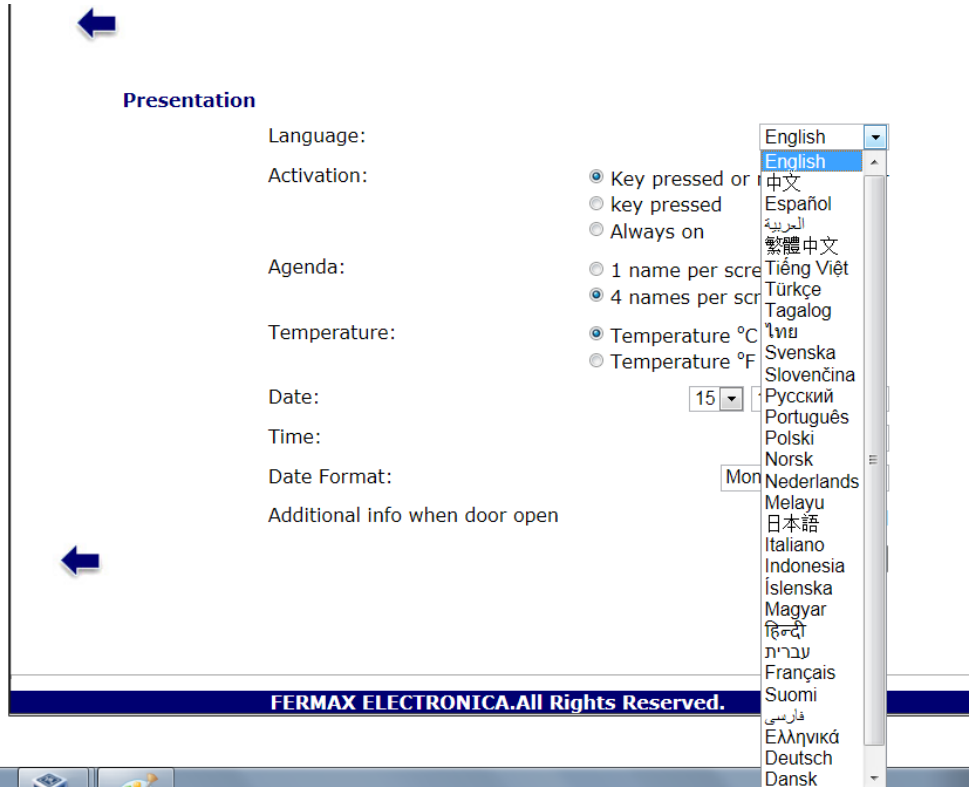 Presentation
Language:
English
Activation:
Key pressed or
key pressed
Always on
Agenda:
1 name per
4 names per
Temperature:
Temperature °C
Temperature °F
Date:
15
Time:
Date Format:
Additional info when door open
English
中文
Español
العربية
繁體中文
Tiếng Việt
Türkçe
Tagalog
ไทย
Svenska
Slovenčina
Русский
Português
Polski
Norsk
Nederlands
Melayu
日本語
Italiano
Indonesia
Íslenska
Magyar
हिन्दी
עברית
Français
Suomi
فارسی
Ελληνικά
Deutsch
Dansk
FERMAX ELECTRONICA.All Rights Reserved.